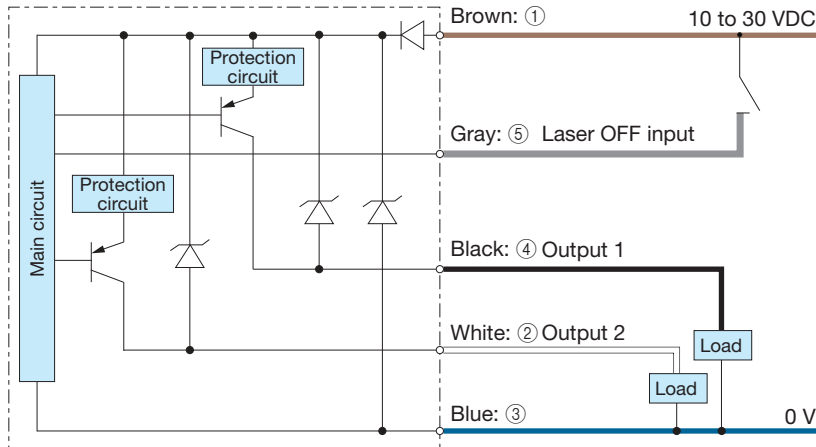 Brown: ① 10 to 30 VDC
Protection
circuit
Gray: ⑤ Laser OFF input
Protection
circuit
Main circuit
Black: ④ Output 1
White: ② Output 2
Load
Load
Blue: ③ 0 V